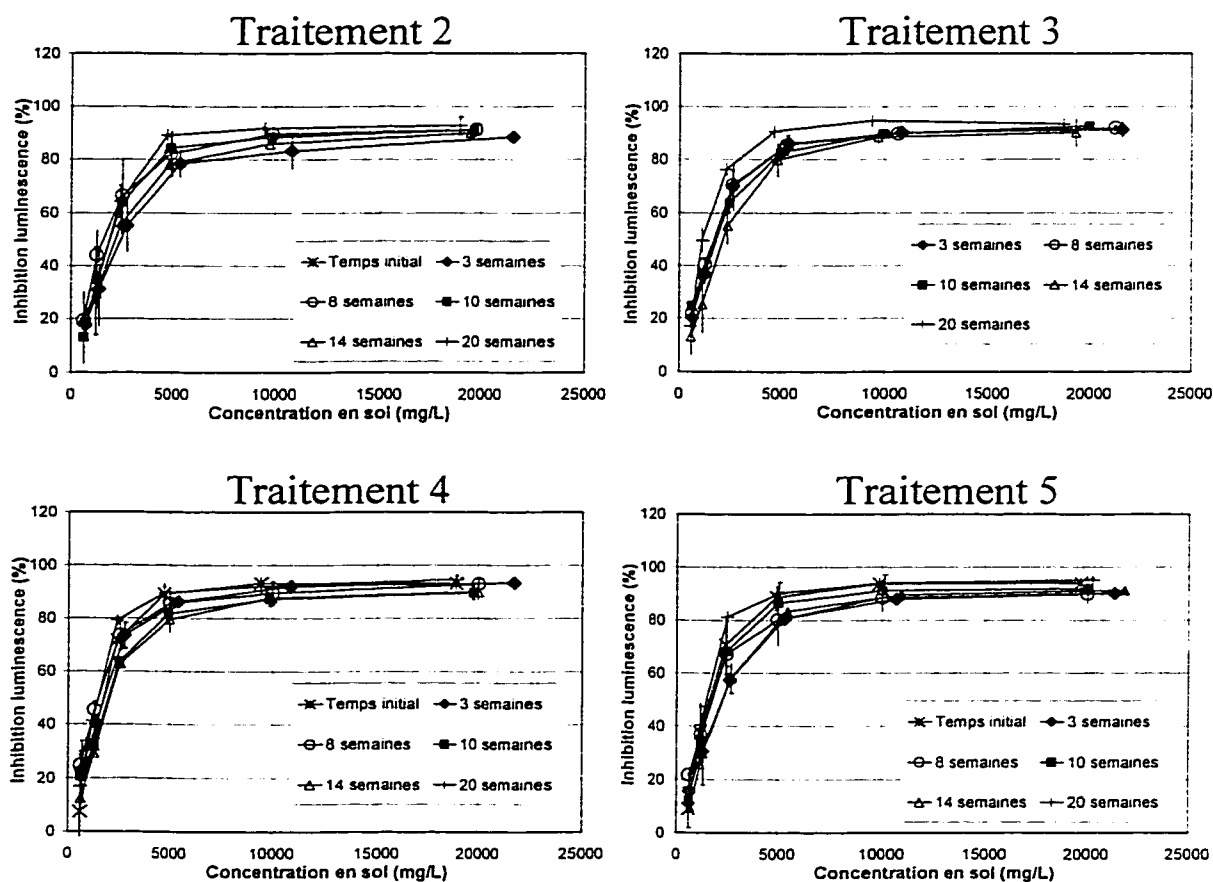 Traitement 2
Inhibition luminescence (%)
120
100
80
60
40
20
0
Temps initial
3 semaines
8 semaines
10 semaines
14 semaines
20 semaines
0 5000 10000 15000 20000 25000
Concentration en sol (mg/L)
Traitement 3
Inhibition luminescence (%)
120
100
80
60
40
20
0
3 semaines
8 semaines
10 semaines
14 semaines
20 semaines
0 5000 10000 15000 20000 25000
Concentration en sol (mg/L)
Traitement 4
Inhibition luminescence (%)
120
100
80
60
40
20
0
Temps initial
3 semaines
8 semaines
10 semaines
14 semaines
20 semaines
0 5000 10000 15000 20000 25000
Concentration en sol (mg/L)
Traitement 5
Inhibition luminescence (%)
120
100
80
60
40
20
0
Temps initial
3 semaines
8 semaines
10 semaines
14 semaines
20 semaines
0 5000 10000 15000 20000 25000
Concentration en sol (mg/L)